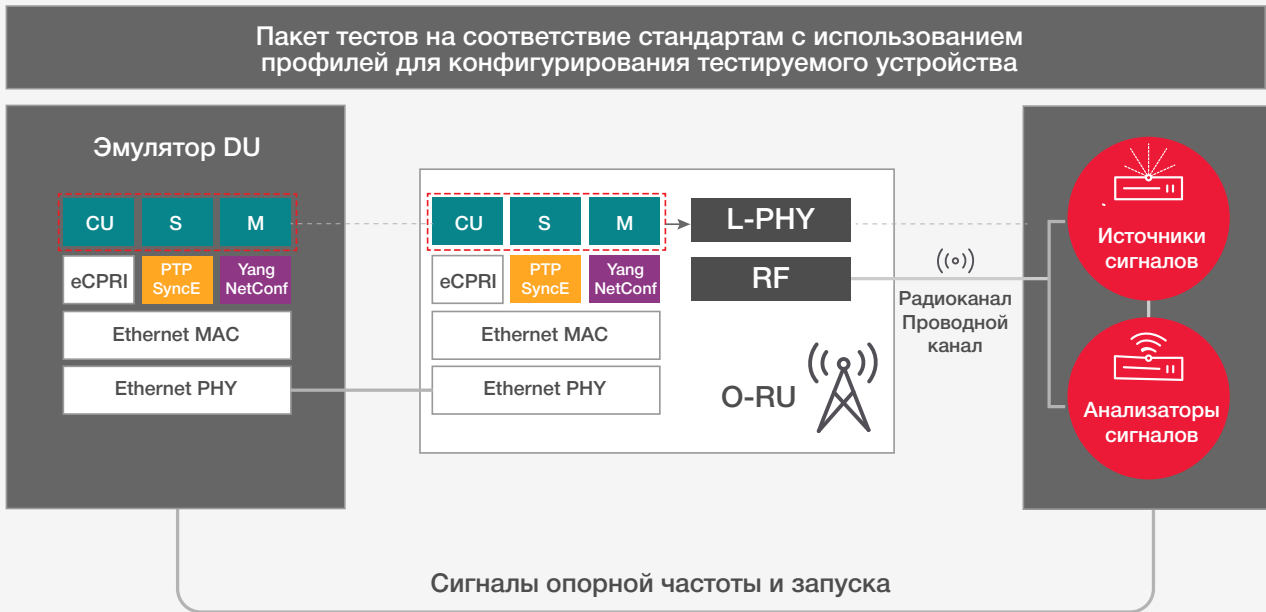 Пакет тестов на соответствие стандартам с использованием
профилей для конфигурирования тестируемого устройства
Эмулятор DU
CU
S
M
eCPRI
PTP
SyncE
Yang
NetConf
Ethernet MAC
Ethernet PHY
CU
S
M
eCPRI
PTP
SyncE
Yang
NetConf
Ethernet MAC
Ethernet PHY
L-PHY
RF
O-RU
Радиоканал
Проводной
канал
Источники
сигналов
Анализаторы
сигналов
Сигналы опорной частоты и запуска